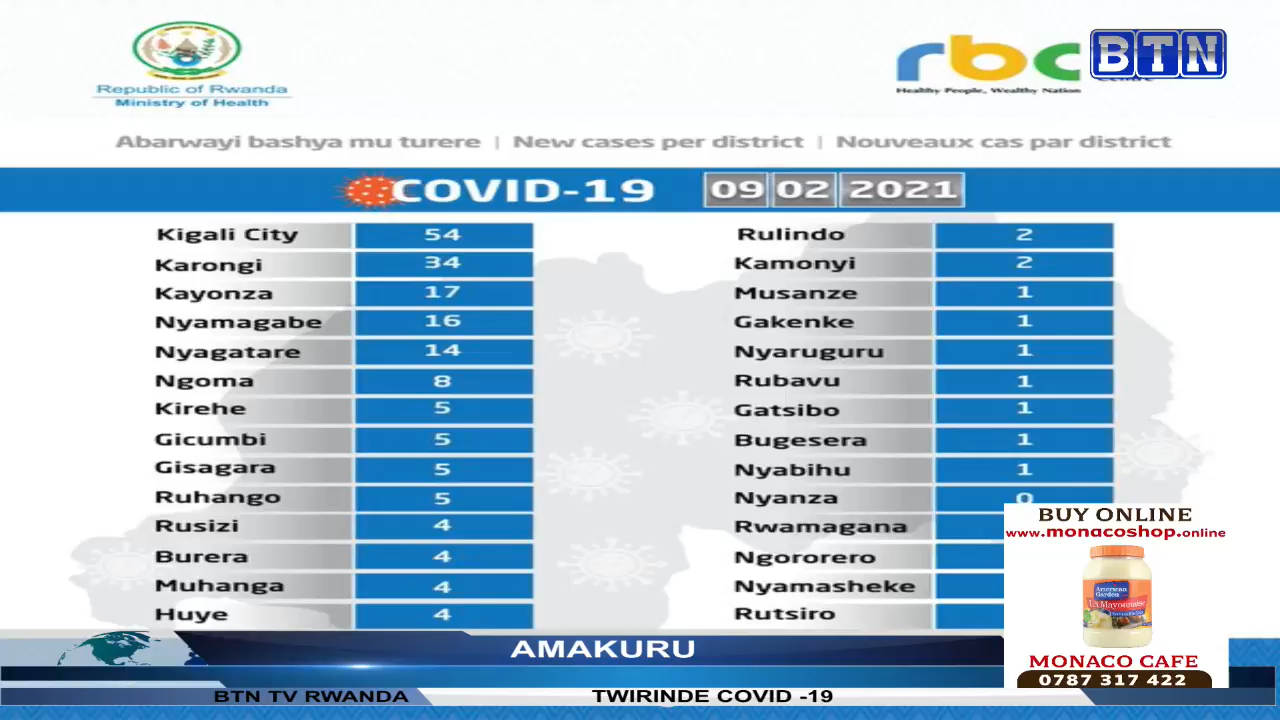 Republic of Rwanda
Ministry of Health
rbc
Healthy People, Wealthy Nation
BTN
Abarwayi bashya mu turere | New cases per district | Nouveaux cas par district
COVID-19 09 02 2021
Kigali City 54
Karongi 34
Kayonza 17
Nyamagabe 16
Nyagatare 14
Ngoma 8
Kirehe 5
Gicumbi 5
Gisagara 5
Ruhango 5
Rusizi 4
Burera 4
Muhanga 4
Huye 4
Rulindo 2
Kamonyi 2
Musanze 1
Gakenke 1
Nyaruguru 1
Rubavu 1
Gatsibo 1
Bugesera 1
Nyabihu 1
Nyanza 0
Rwamagana
Ngororero
Nyamasheke
Rutsiro
BUY ONLINE
www.monacoshop.online
American
Garden
U.S. Mayonnaise
MONACO CAFE
0787 317 422
AMAKURU
BTN TV RWANDA TWIRINDE COVID -19